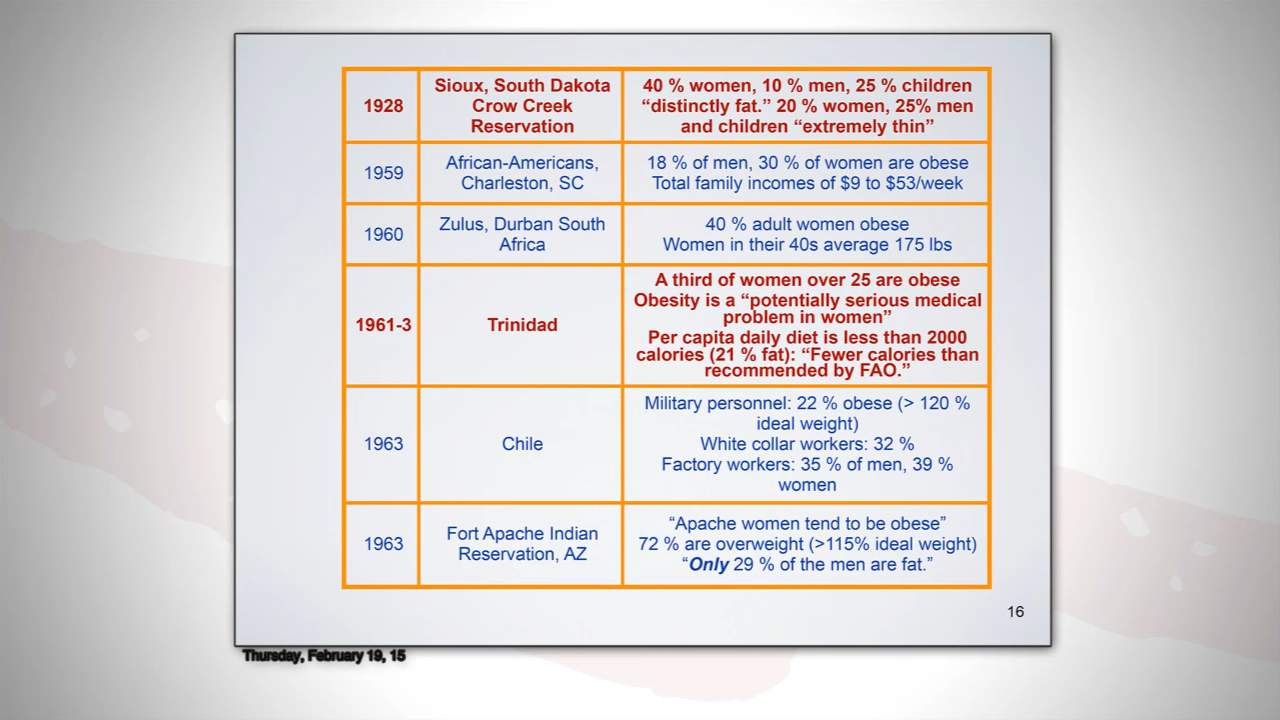 1928
Sioux, South Dakota
Crow Creek
Reservation
40 % women, 10 % men, 25 % children
“distinctly fat.” 20 % women, 25% men
and children “extremely thin”
1959
African-Americans,
Charleston, SC
18 % of men, 30 % of women are obese
Total family incomes of $9 to $53/week
1960
Zulus, Durban South
Africa
40 % adult women obese
Women in their 40s average 175 lbs
1961-3
Trinidad
A third of women over 25 are obese
Obesity is a “potentially serious medical
problem in women”
Per capita daily diet is less than 2000
calories (21 % fat): “Fewer calories than
recommended by FAO.”
1963
Chile
Military personnel: 22 % obese (> 120 %
ideal weight)
White collar workers: 32 %
Factory workers: 35 % of men, 39 %
women
1963
Fort Apache Indian
Reservation, AZ
“Apache women tend to be obese”
72 % are overweight (>115% ideal weight)
“Only 29 % of the men are fat.”
16
Thursday, February 19, 15